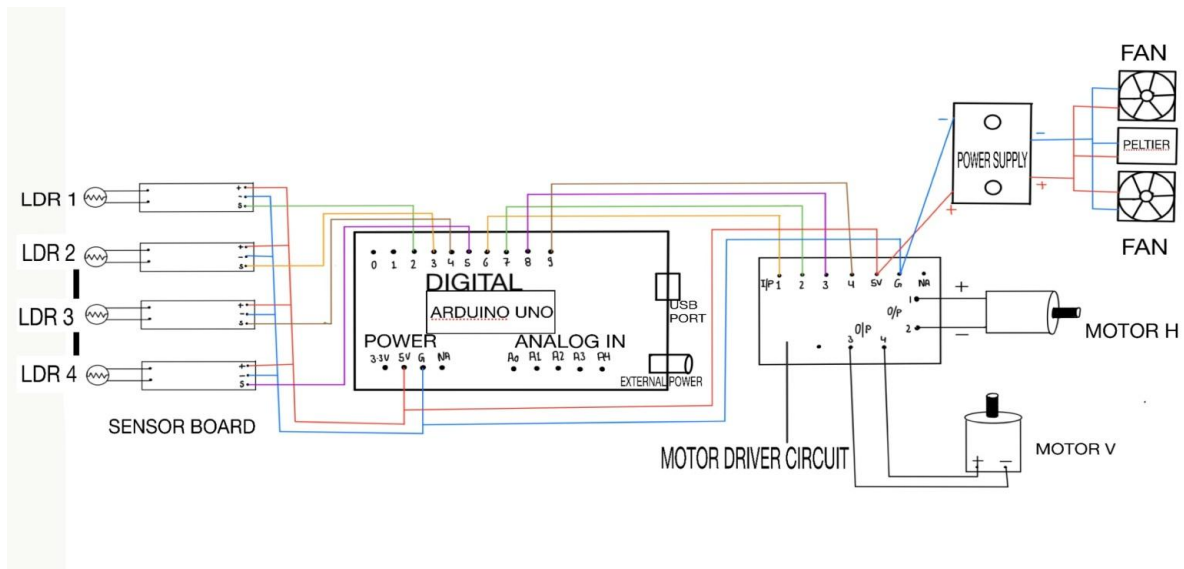 FAN
POWER SUPPLY
PELTIER
FAN
LDR 1
+
-
S
LDR 2
+
-
S
LDR 3
+
-
S
LDR 4
+
-
S
SENSOR BOARD
0 1 2 3 4 5 6 7 8 9
DIGITAL
ARDUINO UNO
USB
PORT
POWER
ANALOG IN
3.3V 5V G NA
A0 A1 A2 A3 A4
EXTERNAL POWER
I/P 1 2 3 4 5V G NA
1
O/P
2
O/P
3 4
MOTOR DRIVER CIRCUIT
-
+
-
+
+
-
MOTOR H
+ -
MOTOR V